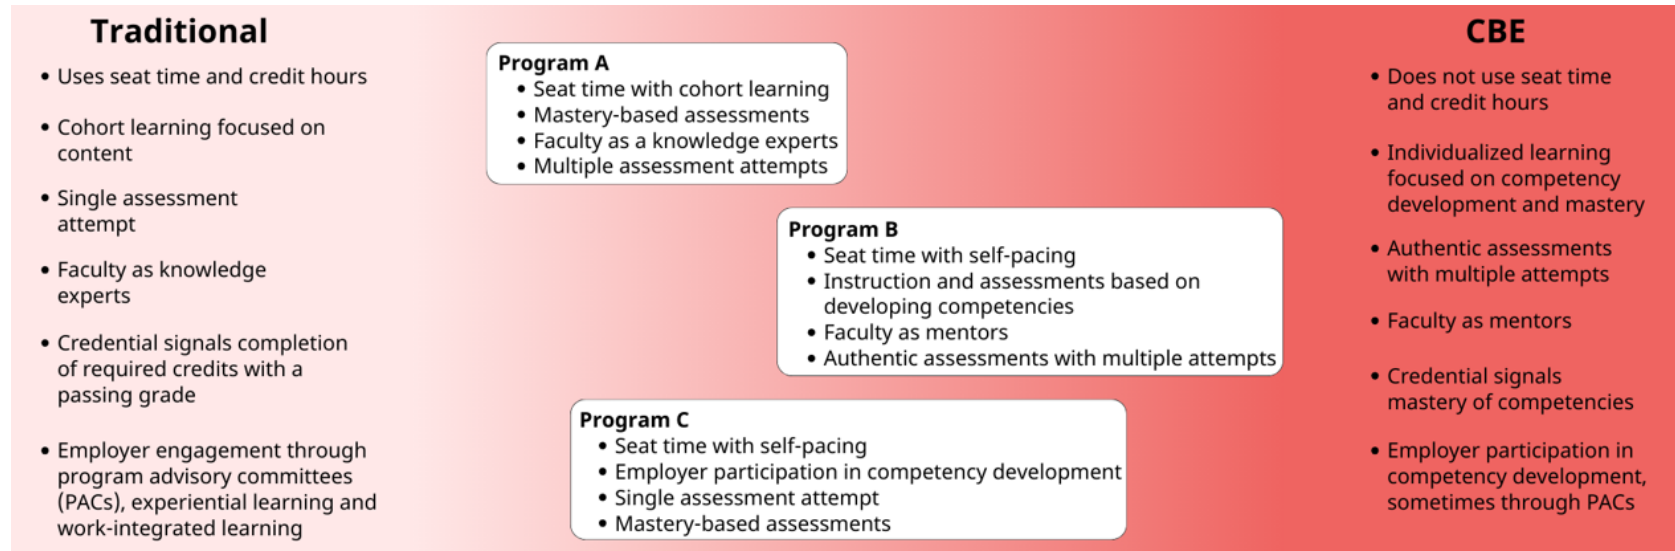 Traditional
• Uses seat time and credit hours
• Cohort learning focused on
content
• Single assessment
attempt
• Faculty as knowledge
experts
• Credential signals completion
of required credits with a
passing grade
• Employer engagement through
program advisory committees
(PACs), experiential learning and
work-integrated learning
Program A
• Seat time with cohort learning
• Mastery-based assessments
• Faculty as a knowledge experts
• Multiple assessment attempts
Program B
• Seat time with self-pacing
• Instruction and assessments based on
developing competencies
• Faculty as mentors
• Authentic assessments with multiple attempts
Program C
• Seat time with self-pacing
• Employer participation in competency development
• Single assessment attempt
• Mastery-based assessments
CBE
• Does not use seat time
and credit hours
• Individualized learning
focused on competency
development and mastery
• Authentic assessments
with multiple attempts
• Faculty as mentors
• Credential signals
mastery of competencies
• Employer participation in
competency development,
sometimes through PACs